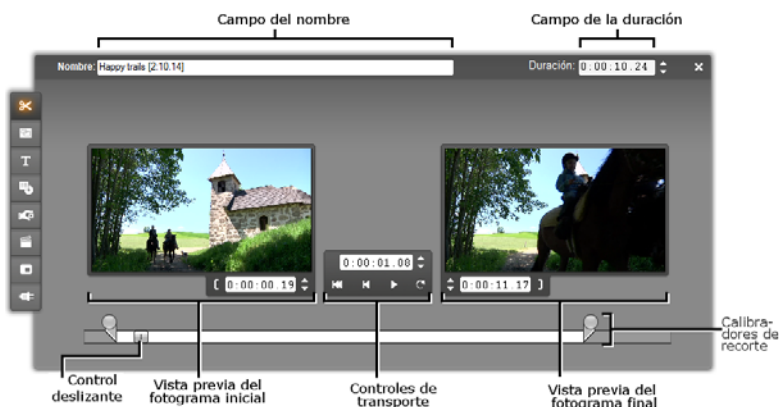 Campo del nombre
Campo de la duración
Nombre: Happy trails [2:10.14]
Duración: 0:00:10.24
T
0:00:01.08
[ 0:00:00.19
0:00:11.17 ]
Calibra-
dores de
recorte
Control
deslizante
Vista previa del
fotograma inicial
Controles de
transporte
Vista previa del
fotograma final